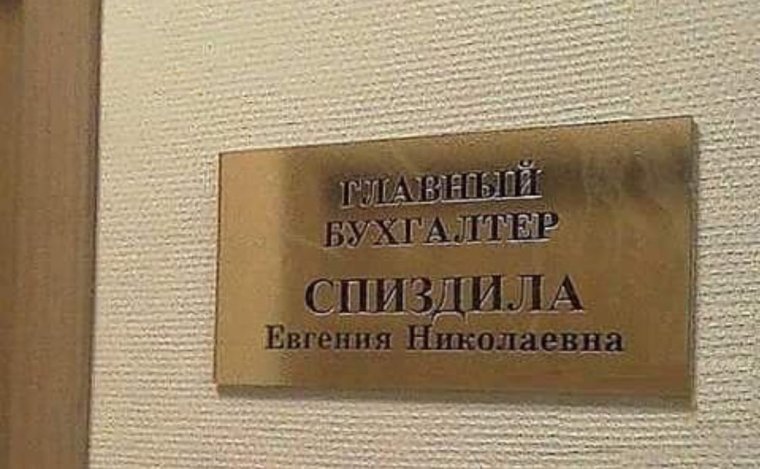 ГЛАВНЫЙ
БУХГАЛТЕР
СПИЗДИЛА
Евгения Николаевна